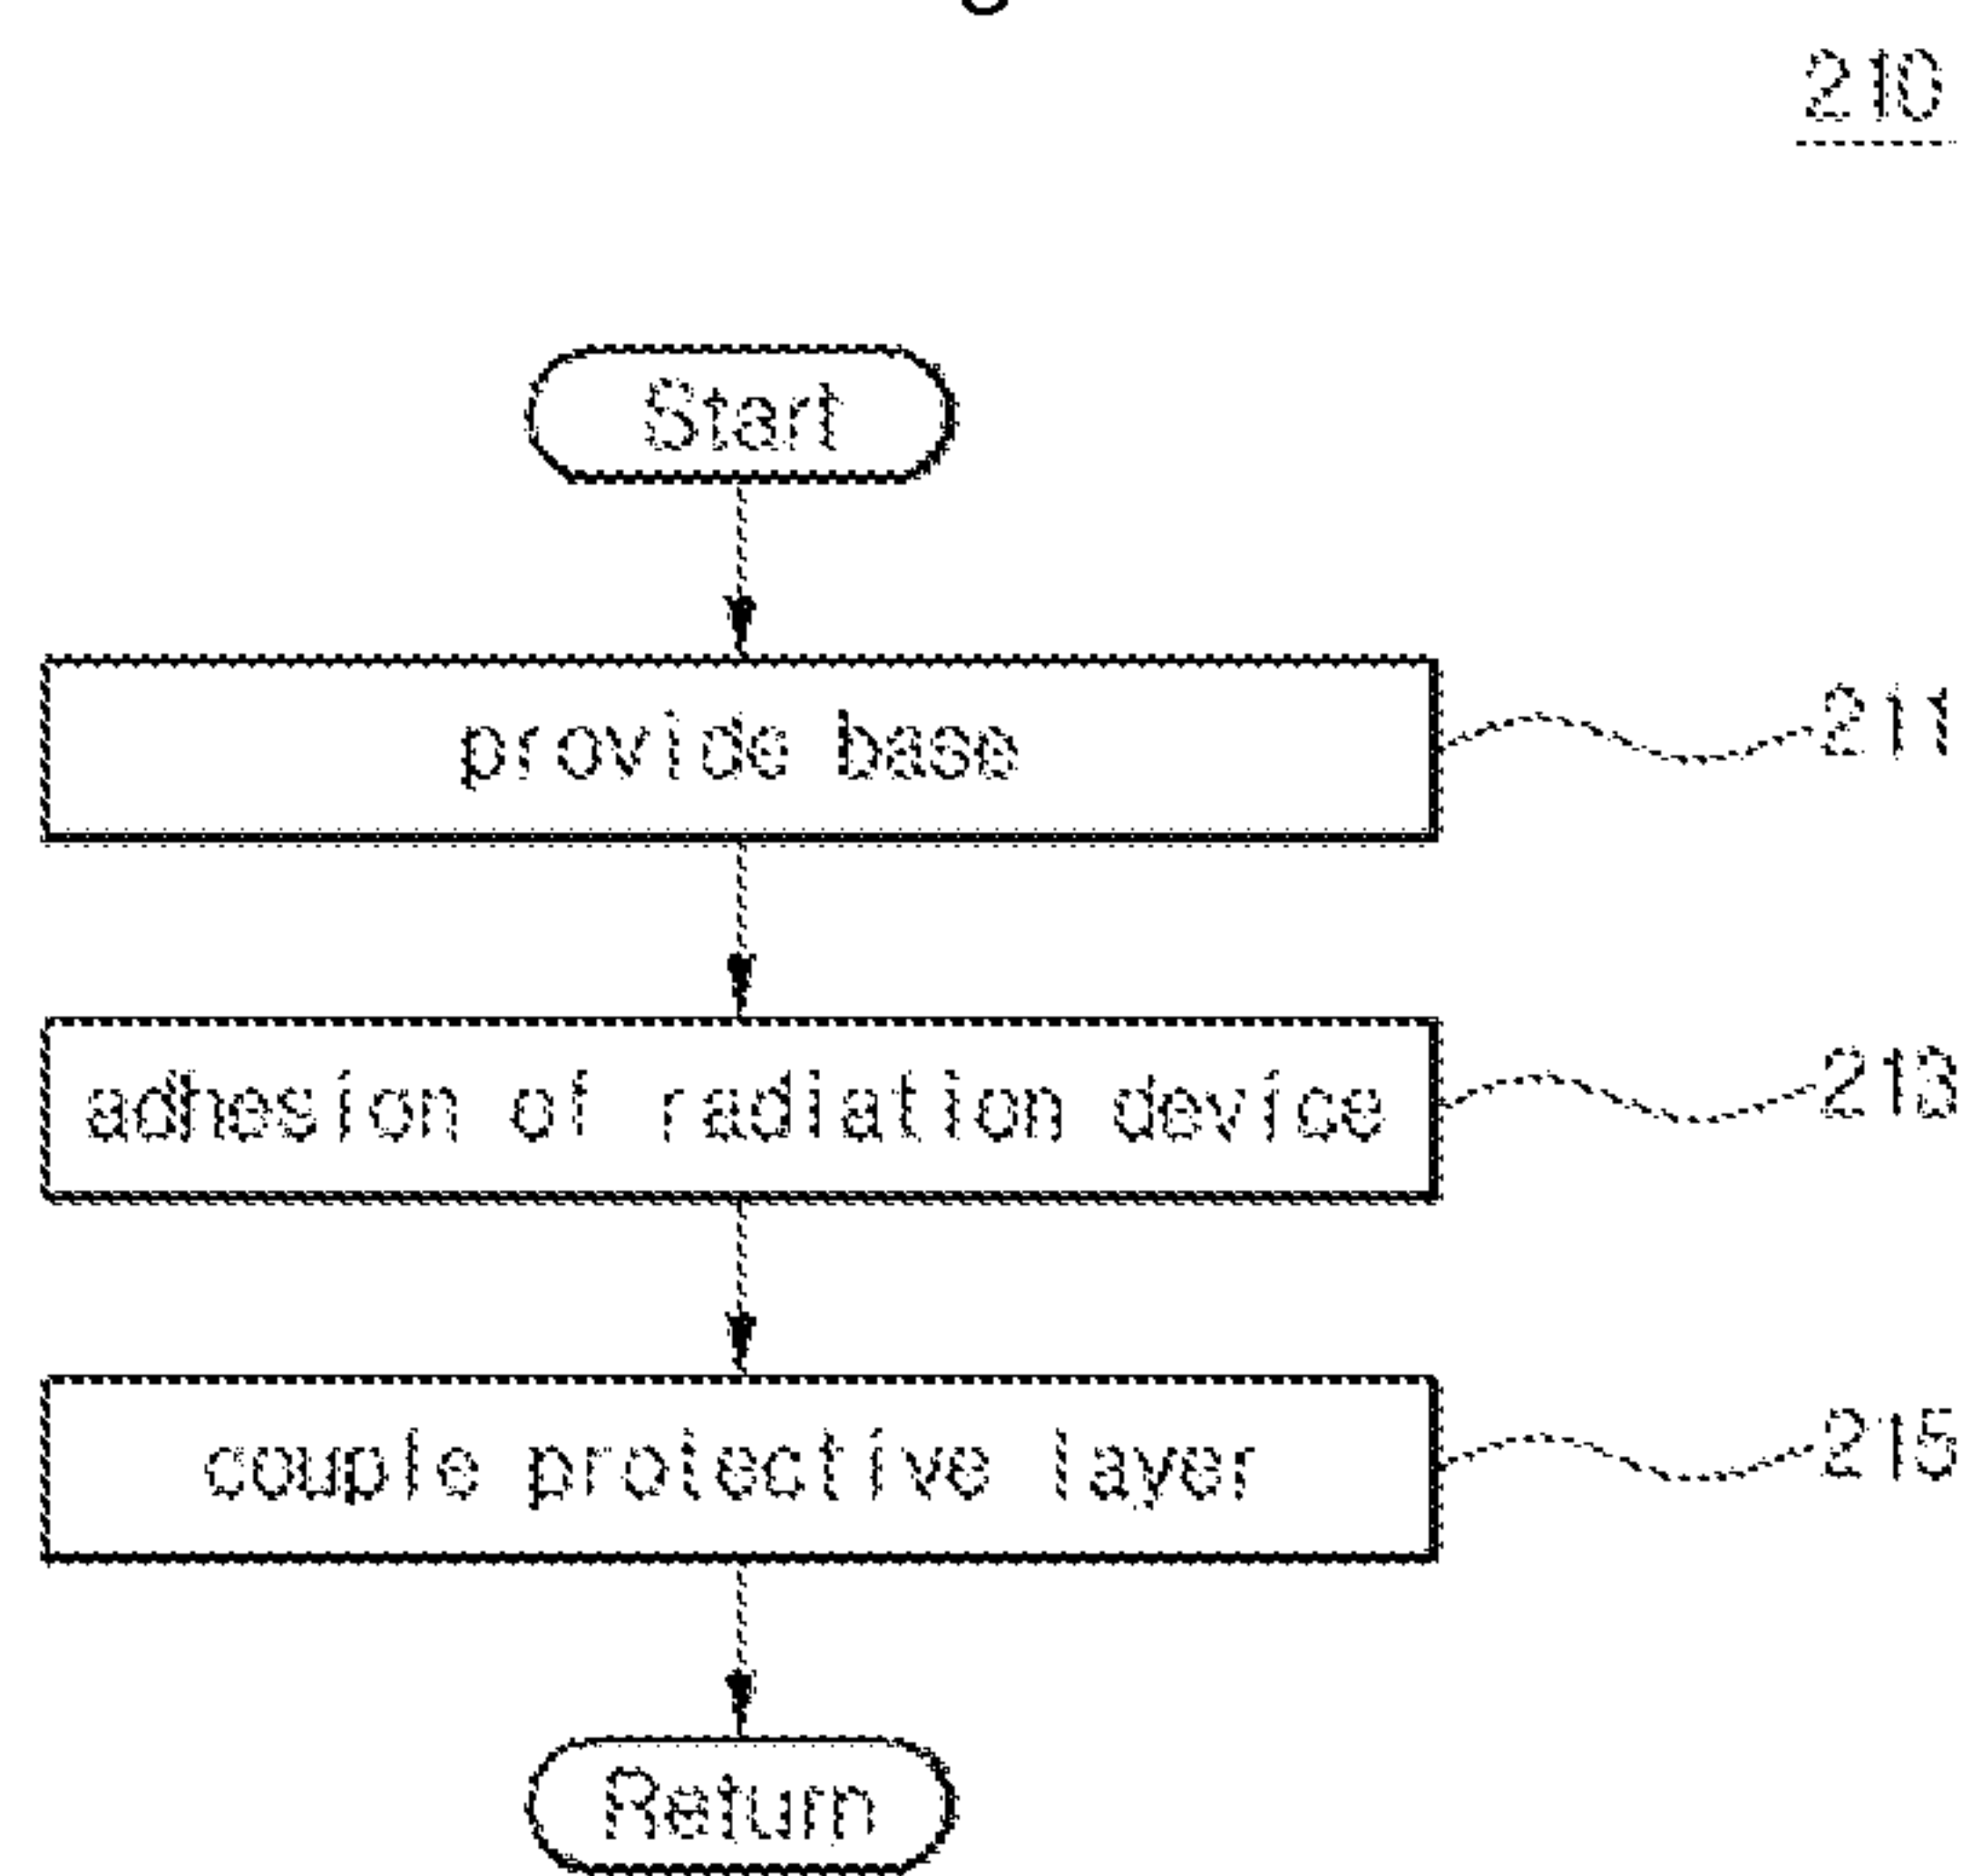 210
Start
provide base
211
adhesion of radiation device
213
couple protective layer
215
Return